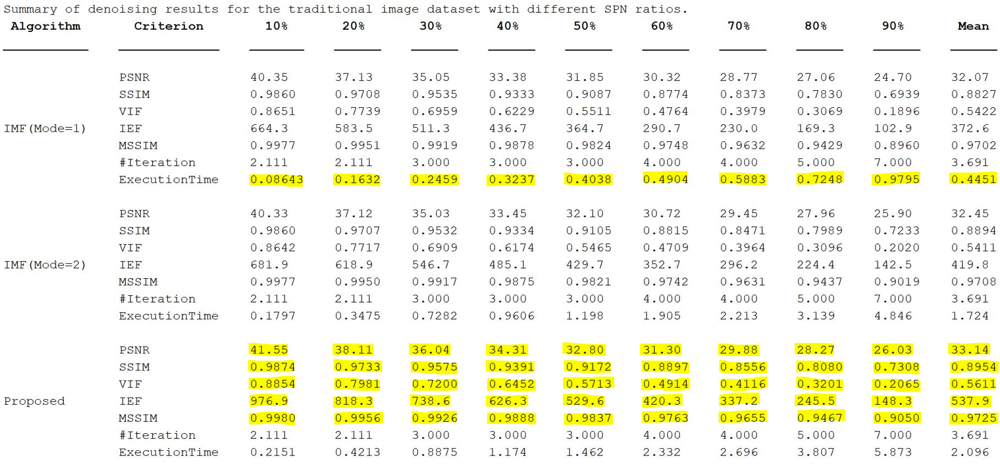 Summary of denoising results for the traditional image dataset with different SPN ratios.
Algorithm Criterion 10% 20% 30% 40% 50% 60% 70% 80% 90% Mean
PSNR 40.35 37.13 35.05 33.38 31.85 30.32 28.77 27.06 24.70 32.07
SSIM 0.9860 0.9708 0.9535 0.9333 0.9087 0.8774 0.8373 0.7830 0.6939 0.8827
VIF 0.8651 0.7739 0.6959 0.6229 0.5511 0.4764 0.3979 0.3069 0.1896 0.5422
IMF(Mode=1) IEF 664.3 583.5 511.3 436.7 364.7 290.7 230.0 169.3 102.9 372.6
MSSIM 0.9977 0.9951 0.9919 0.9878 0.9824 0.9748 0.9632 0.9429 0.8960 0.9702
#Iteration 2.111 2.111 3.000 3.000 3.000 4.000 4.000 5.000 7.000 3.691
ExecutionTime 0.08643 0.1632 0.2459 0.3237 0.4038 0.4904 0.5883 0.7248 0.9795 0.4451
PSNR 40.33 37.12 35.03 33.45 32.10 30.72 29.45 27.96 25.90 32.45
SSIM 0.9860 0.9707 0.9532 0.9334 0.9105 0.8815 0.8471 0.7989 0.7233 0.8894
VIF 0.8642 0.7717 0.6909 0.6174 0.5465 0.4709 0.3964 0.3096 0.2020 0.5411
IMF(Mode=2) IEF 681.9 618.9 546.7 485.1 429.7 352.7 296.2 224.4 142.5 419.8
MSSIM 0.9977 0.9950 0.9917 0.9875 0.9821 0.9742 0.9631 0.9437 0.9019 0.9708
#Iteration 2.111 2.111 3.000 3.000 3.000 4.000 4.000 5.000 7.000 3.691
ExecutionTime 0.1797 0.3475 0.7282 0.9606 1.198 1.905 2.213 3.139 4.846 1.724
PSNR 41.55 38.11 36.04 34.31 32.80 31.30 29.88 28.27 26.03 33.14
SSIM 0.9874 0.9733 0.9575 0.9391 0.9172 0.8897 0.8556 0.8080 0.7308 0.8954
VIF 0.8854 0.7981 0.7200 0.6452 0.5713 0.4914 0.4116 0.3201 0.2065 0.5611
Proposed IEF 976.9 818.3 738.6 626.3 529.6 420.3 337.2 245.5 148.3 537.9
MSSIM 0.9980 0.9956 0.9926 0.9888 0.9837 0.9763 0.9655 0.9467 0.9050 0.9725
#Iteration 2.111 2.111 3.000 3.000 3.000 4.000 4.000 5.000 7.000 3.691
ExecutionTime 0.2151 0.4213 0.8875 1.174 1.462 2.332 2.696 3.807 5.873 2.096